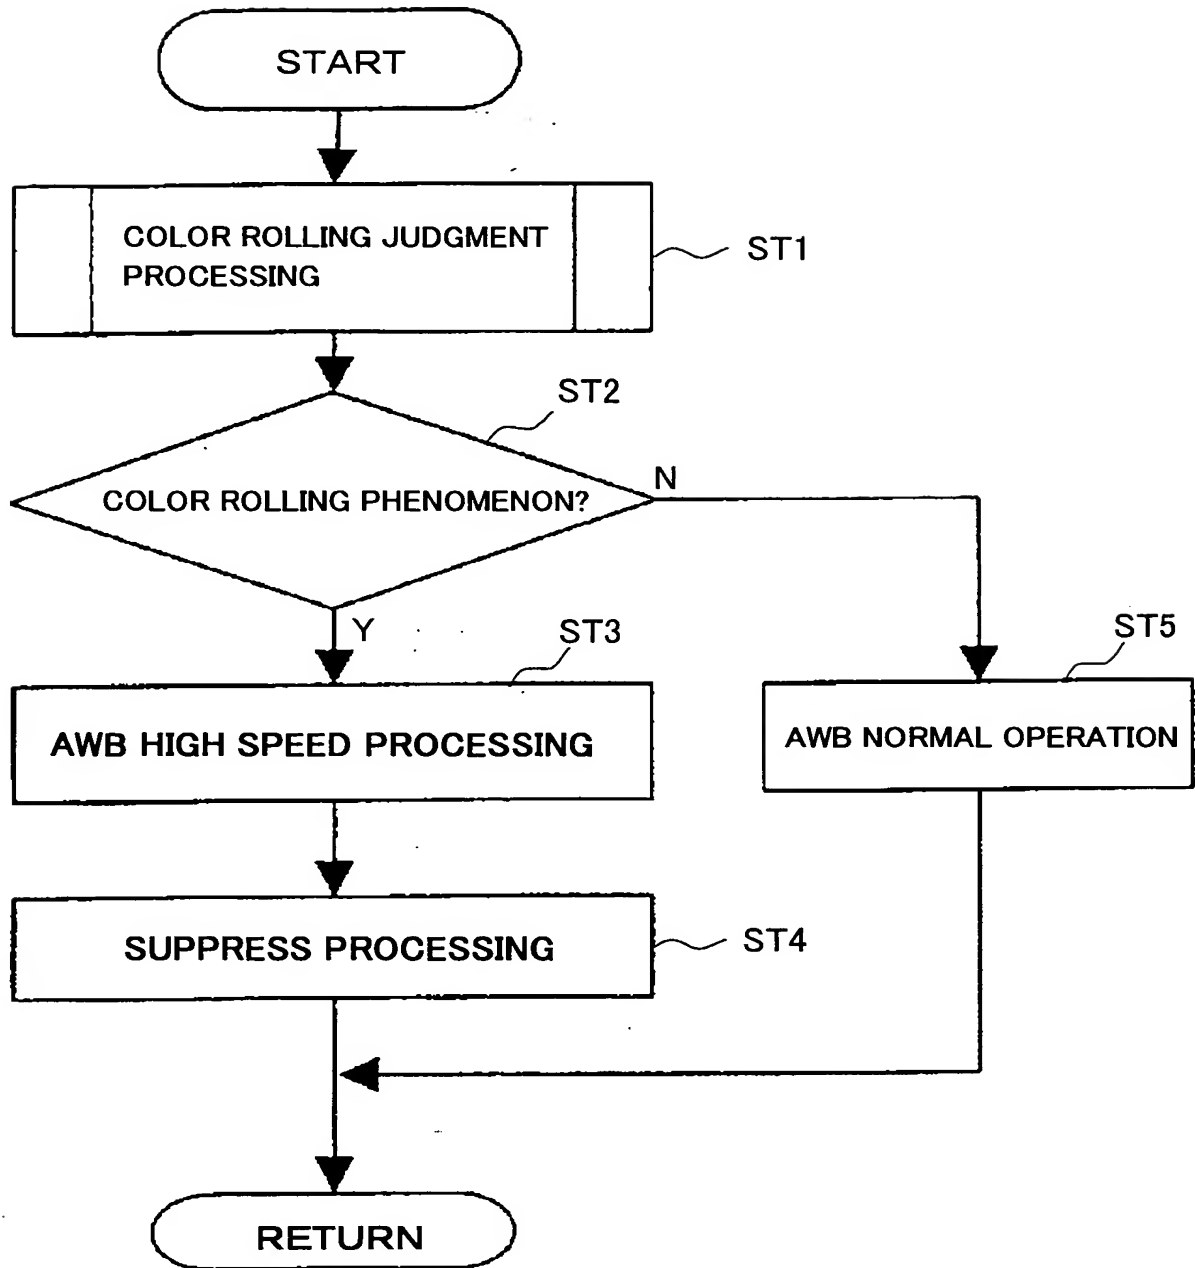 START
COLOR ROLLING JUDGMENT
PROCESSING
ST1
ST2
COLOR ROLLING PHENOMENON?
N
Y
ST3
ST5
AWB HIGH SPEED PROCESSING
AWB NORMAL OPERATION
SUPPRESS PROCESSING
ST4
RETURN